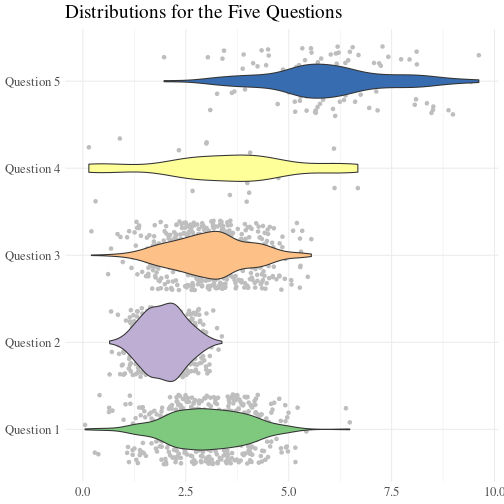 Distributions for the Five Questions
Question 5
Question 4
Question 3
Question 2
Question 1
0.0 2.5 5.0 7.5 10.0